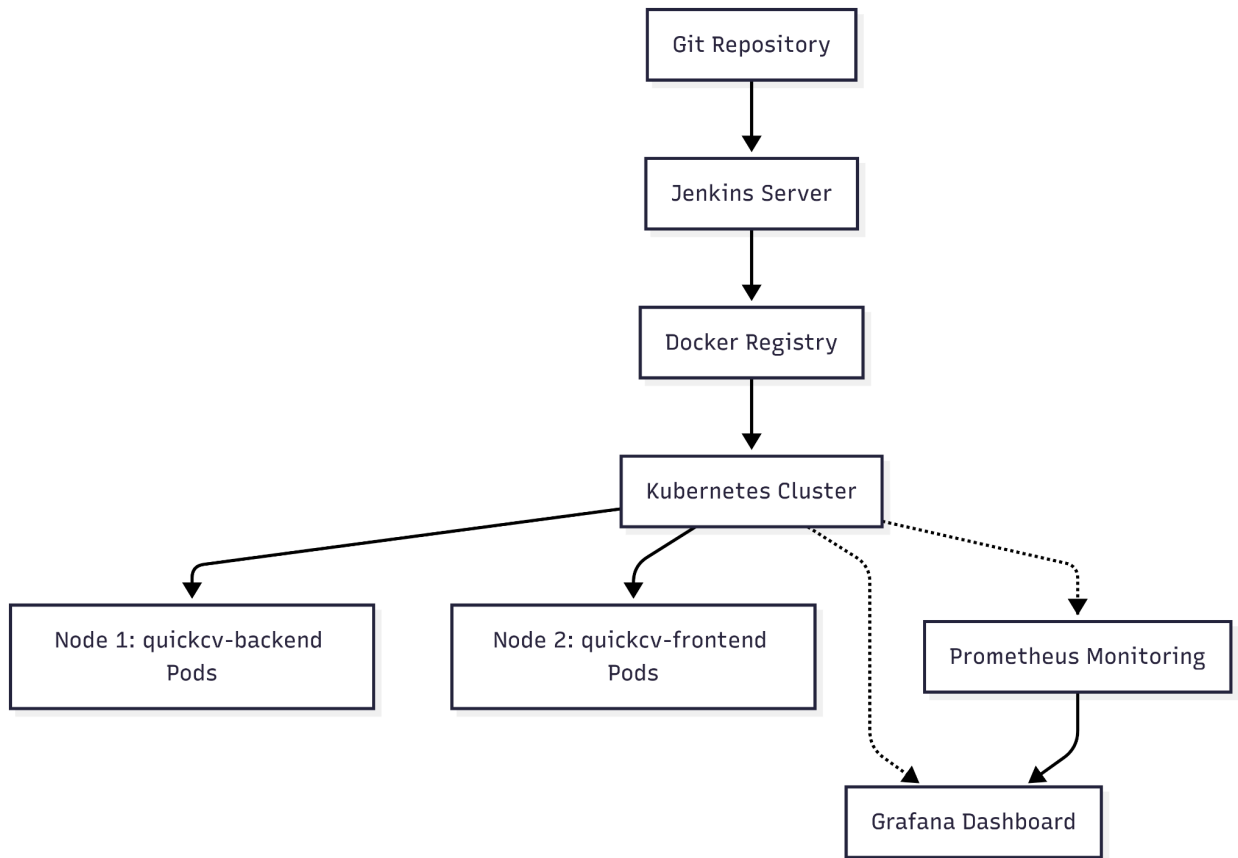 Git Repository
Jenkins Server
Docker Registry
Kubernetes Cluster
Node 1: quickcv-backend
Pods
Node 2: quickcv-frontend
Pods
Prometheus Monitoring
Grafana Dashboard